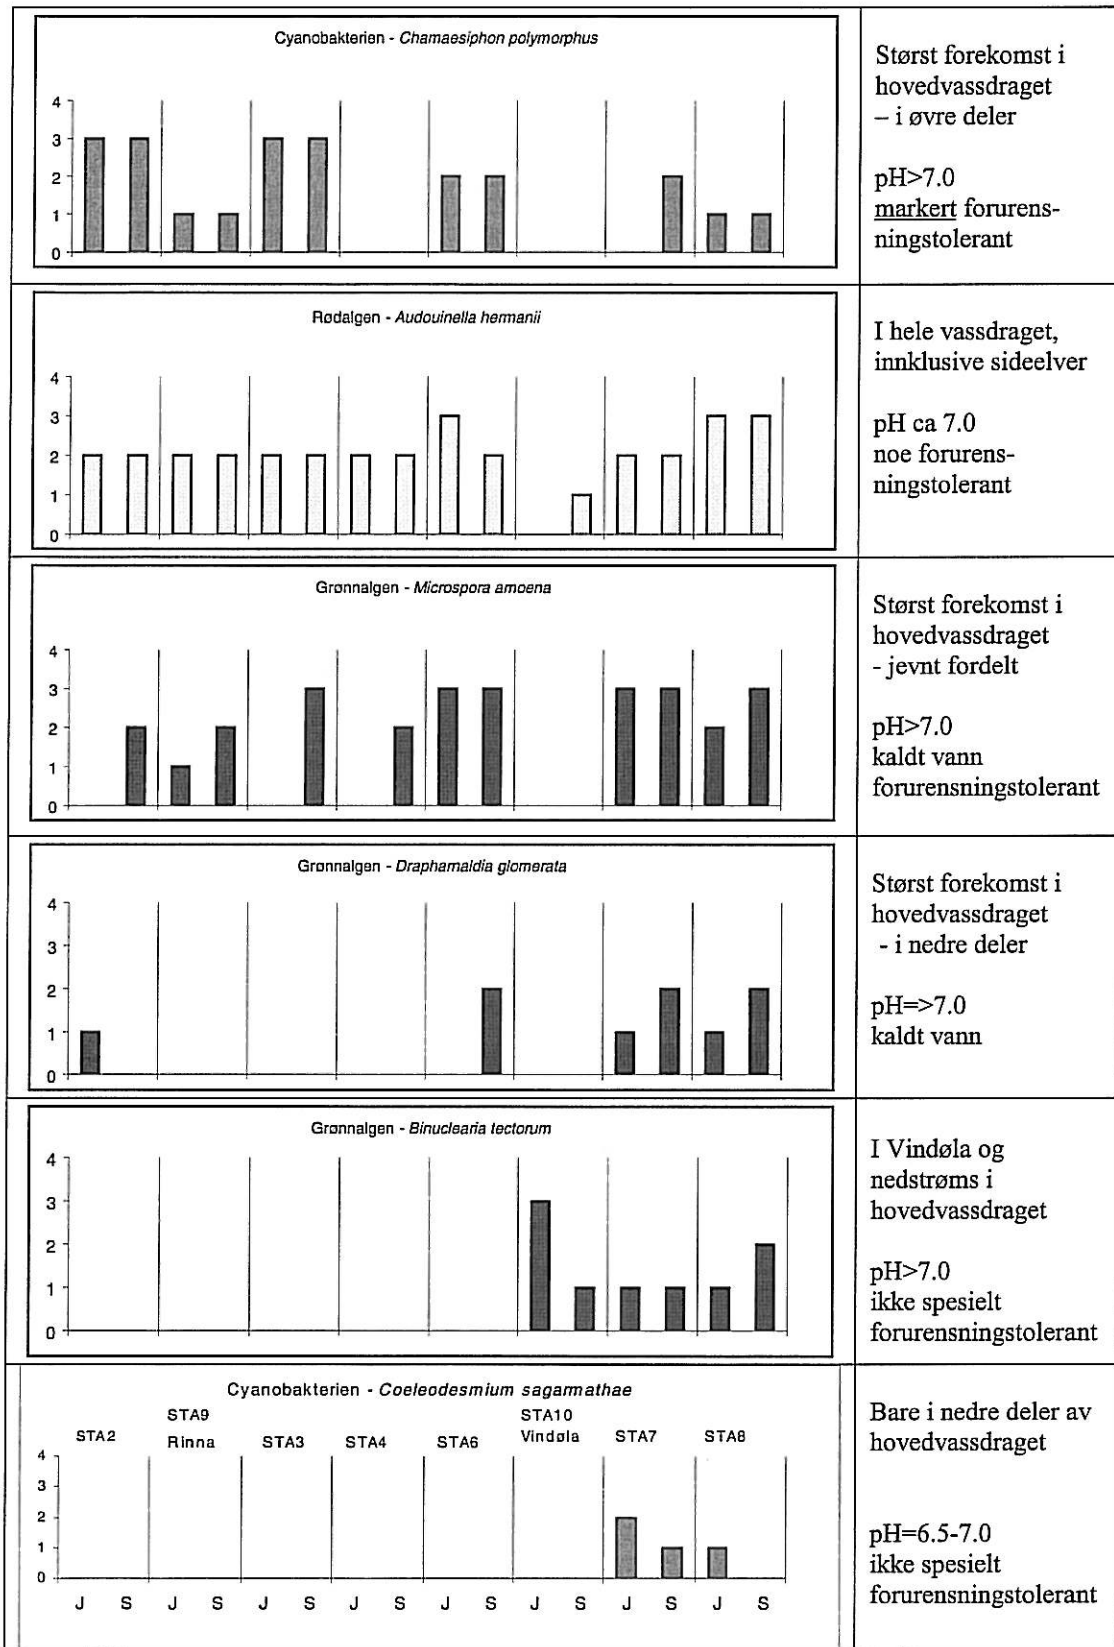 Cyanobakterien - Chamaesiphon polymorphus
4
3
2
1
0
Størst forekomst i
hovedvassdraget
– i øvre deler
pH>7.0
markert forurens-
ningstolerant
Rødalgen - Audouinella hermanii
4
3
2
1
0
I hele vassdraget,
innklusive sideelver
pH ca 7.0
noe forurens-
ningstolerant
Grønnalgen - Microspora amoena
4
3
2
1
0
Størst forekomst i
hovedvassdraget
- jevnt fordelt
pH>7.0
kaldt vann
forurensningstolerant
Grønnalgen - Draphamaldia glomerata
4
3
2
1
0
Størst forekomst i
hovedvassdraget
- i nedre deler
pH=>7.0
kaldt vann
Grønnalgen - Binuclearia tectorum
4
3
2
1
0
I Vindøla og
nedstrøms i
hovedvassdraget
pH>7.0
ikke spesielt
forurensningstolerant
Cyanobakterien - Coeleodesmium sagarmathae
STA2 STA9 Rinna STA3 STA4 STA6 STA10 Vindøla STA7 STA8
4
3
2
1
0
J S J S J S J S J S J S J S J S
Bare i nedre deler av
hovedvassdraget
pH=6.5-7.0
ikke spesielt
forurensningstolerant